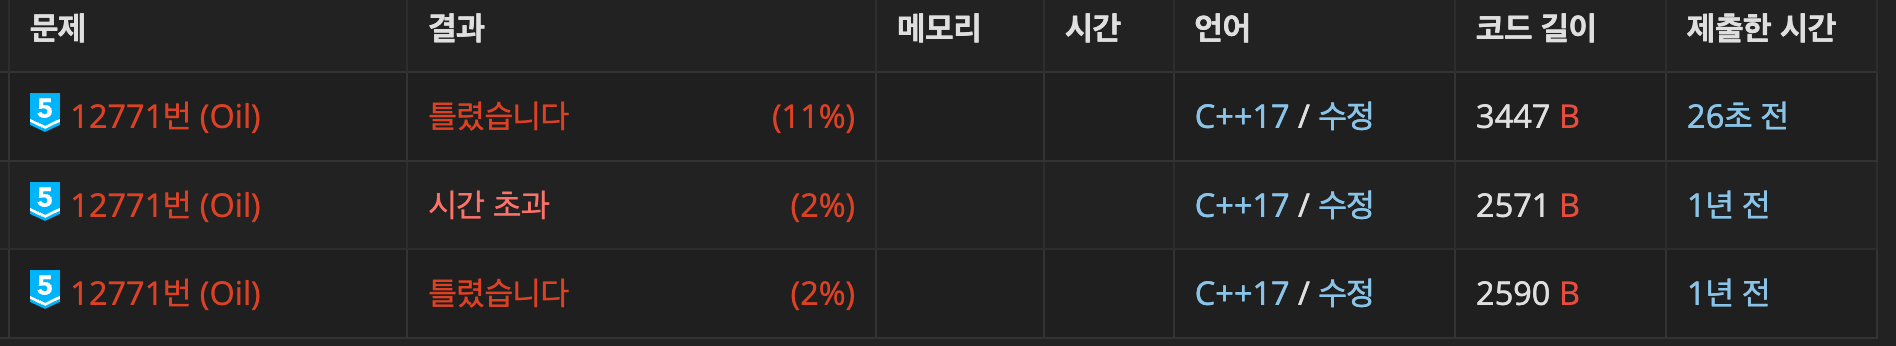 문제 결과 메모리 시간 언어 코드 길이 제출한 시간
5 12771번 (Oil) 틀렸습니다 (11%) C++17 / 수정 3447 B 26초 전
5 12771번 (Oil) 시간 초과 (2%) C++17 / 수정 2571 B 1년 전
5 12771번 (Oil) 틀렸습니다 (2%) C++17 / 수정 2590 B 1년 전